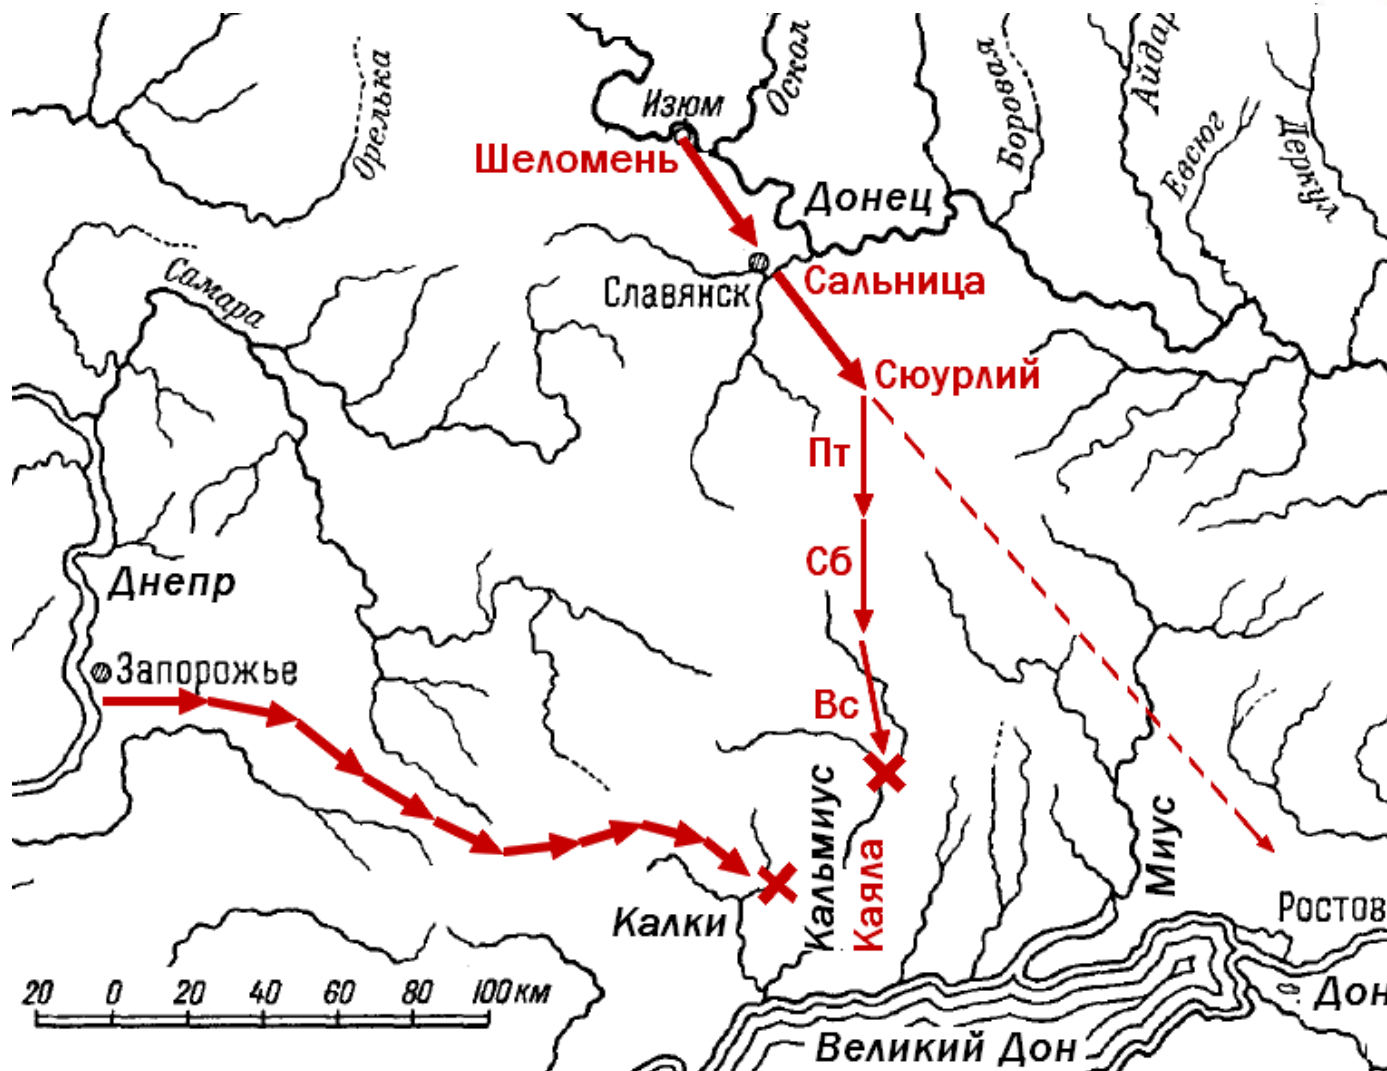 Орелька
Изюм
Оскол
Боровая
Айдар
Евсюг
Деркул
Шеломень
Донец
Самара
Славянск
Сальница
Сюурлий
Пт
Сб
Вс
Днепр
Запорожье
Калки
Кальмиус
Каяла
Миус
Ростов
Дон
Великий Дон
20 0 20 40 60 80 100 км